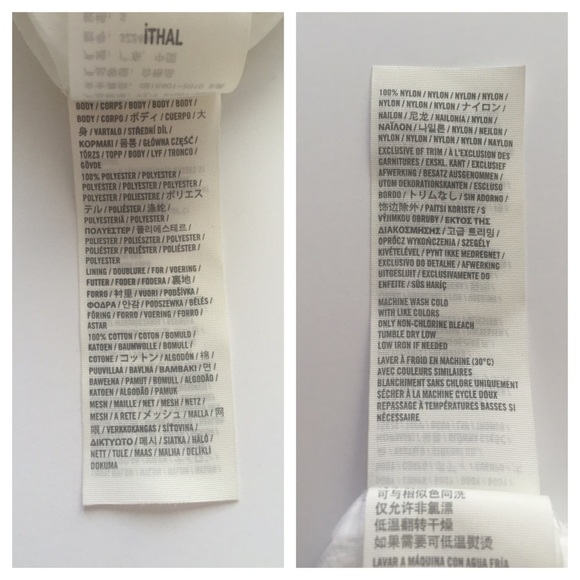 İTHAL
BODY / CORPS / BODY / BODY / BODY /
BODY / CORPO / ボディ / CUERPO / 大
身 / VARTALO / STŘEDNÍ DÍL /
ΚΟΡΜΑΚΙ / 몸통 / GŁÓWNA CZĘŚĆ /
TÖRZS / TOPP / BODY / LYF / TRONCO /
GÖVDE
100% POLYESTER / POLYESTER /
POLYESTER / POLYESTER / POLYESTER /
POLYESTER / POLIESTERE / ポリエス
テル / POLIÉSTER / 涤纶 /
POLYESTERIÄ / POLYESTER /
ΠΟΛΥΕΣΤΕΡ / 폴리에스테르 /
POLIESTER / POLIÉSZTER /
POLIÉSTER / POLIÉSTER / POLIESTER /
POLYESTER
LINING / DOUBLURE / FOR / VOERING /
FUTTER / FODER / FODERA / 裏地 /
FORRO / 衬里 / VUORI / PODŠÍVKA /
ΦΟΔΡΑ / 안감 / PODSZEWKA / BÉLÉS /
FÔRING / FORRO / VOERING / FORRO /
ASTAR
100% COTTON / COTON / BOMULD /
KATOEN / BAUMWOLLE / BOMULL /
COTONE / コットン / ALGODÓN / 棉 /
PUUVILLAA / BAVLNA / ΒΑΜΒΑΚΙ / 면 /
BAWEŁNA / PAMUT / BOMULL / ALGODÃO /
KATOEN / ALGODÃO / PAMUK
MESH / MAILLE / NET / MESH / NETZ /
MESH / A RETE / メッシュ / MALLA / 网
眼 / VERKKOKANGAS / SÍŤOVINA /
ΔΙΚΤΥΩΤΟ / 메시 / SIATKA / HÁLÓ /
NETT / TULE / MAAS / MALHA / DELİKLİ
DOKUMA
100% NYLON / NYLON / NYLON / NYLON /
NYLON / NYLON / NYLON / ナイロン /
NAILON / 尼龙 / NAILONIA / NYLON /
ΝΑΪΛΟΝ / 나일론 / NYLON / NEJLON /
NYLON / NYLON / NYLON / NYLON / NAYLON
EXCLUSIVE OF TRIM / À L'EXCLUSION DES
GARNITURES / EKSKL. KANT / EXCLUSIEF
AFWERKING / BESATZ AUSGENOMMEN /
UTOM DEKORATIONSKANTEN / ESCLUSO
BORDO / トリムなし / SIN ADORNO /
饰边除外 / PAITSI KORISTE / S
VÝJIMKOU OBRUBY / ΕΚΤΟΣ ΤΗΣ
ΔΙΑΚΟΣΜΗΣΗΣ / 고급 트리밍 /
OPRÓCZ WYKOŃCZENIA / SZEGÉLY
KIVÉTELÉVEL / PYNT IKKE MEDREGNET /
EXCLUSIVO DO DETALHE / AFWERKING
UITGESLUIT / EXCLUSIVAMENTE DO
ENFEITE / SÜS HARİÇ
MACHINE WASH COLD
WITH LIKE COLORS
ONLY NON-CHLORINE BLEACH
TUMBLE DRY LOW
LOW IRON IF NEEDED
LAVER À FROID EN MACHINE (30°C)
AVEC COULEURS SIMILAIRES
BLANCHIMENT SANS CHLORE UNIQUEMENT
SÉCHER À LA MACHINE CYCLE DOUX
REPASSAGE À TEMPÉRATURES BASSES SI
NÉCESSAIRE
可与相似色同洗
仅允许非氯漂
低温翻转干燥
如果需要可低温熨烫
LAVAR A MÁQUINA CON AGUA FRÍA